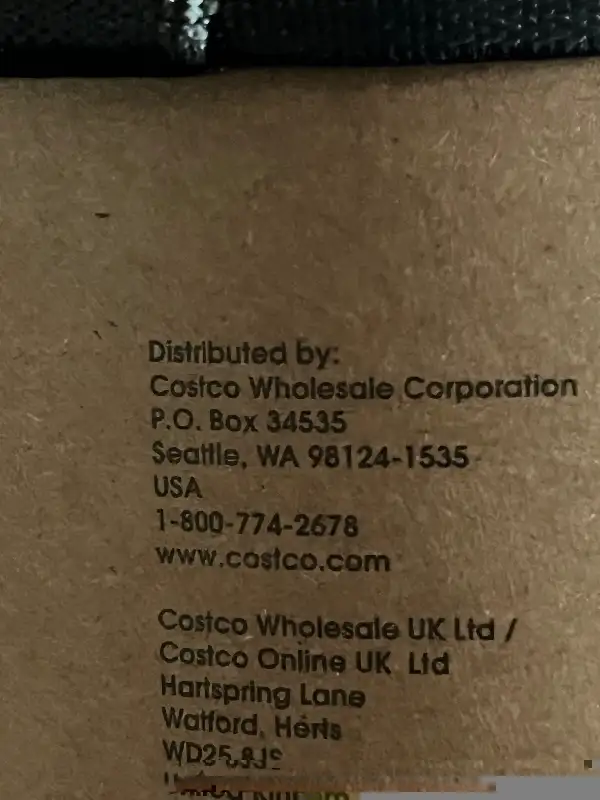 Distributed by:
Costco Wholesale Corporation
P.O. Box 34535
Seattle, WA 98124-1535
USA
1-800-774-2678
www.costco.com
Costco Wholesale UK Ltd /
Costco Online UK Ltd
Hartspring Lane
Watford, Herts